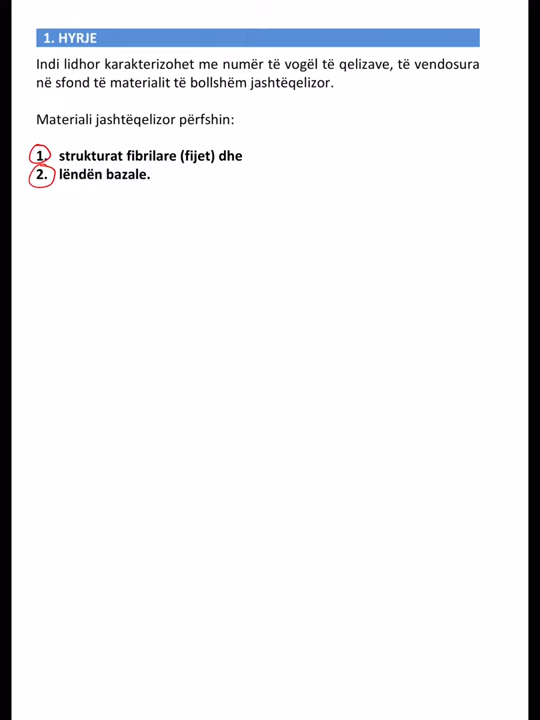 1. HYRJE
Indi lidhor karakterizohet me numër të vogël të qelizave, të vendosura
në sfond të materialit të bollshëm jashtëqelizor.
Materiali jashtëqelizor përfshin:
1. strukturat fibrilare (fijet) dhe
2. lëndën bazale.